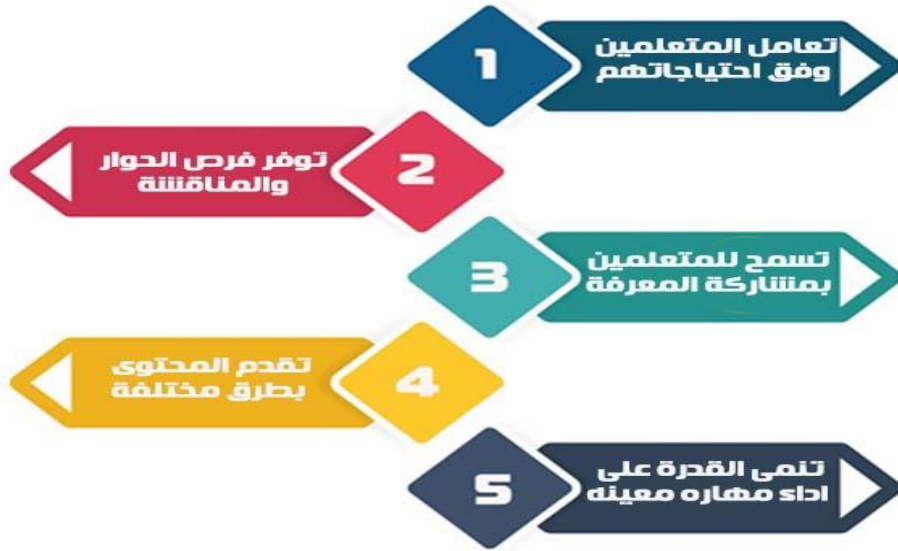 1
تعامل المتعلمين
وفق احتياجاتهم
2
توفر فرص الحوار
والمناقشة
3
تسمح للمتعلمين
بمشاركة المعرفة
4
تقدم المحتوى
بطرق مختلفة
5
تنمى القدرة على
اداء مهاره معينه